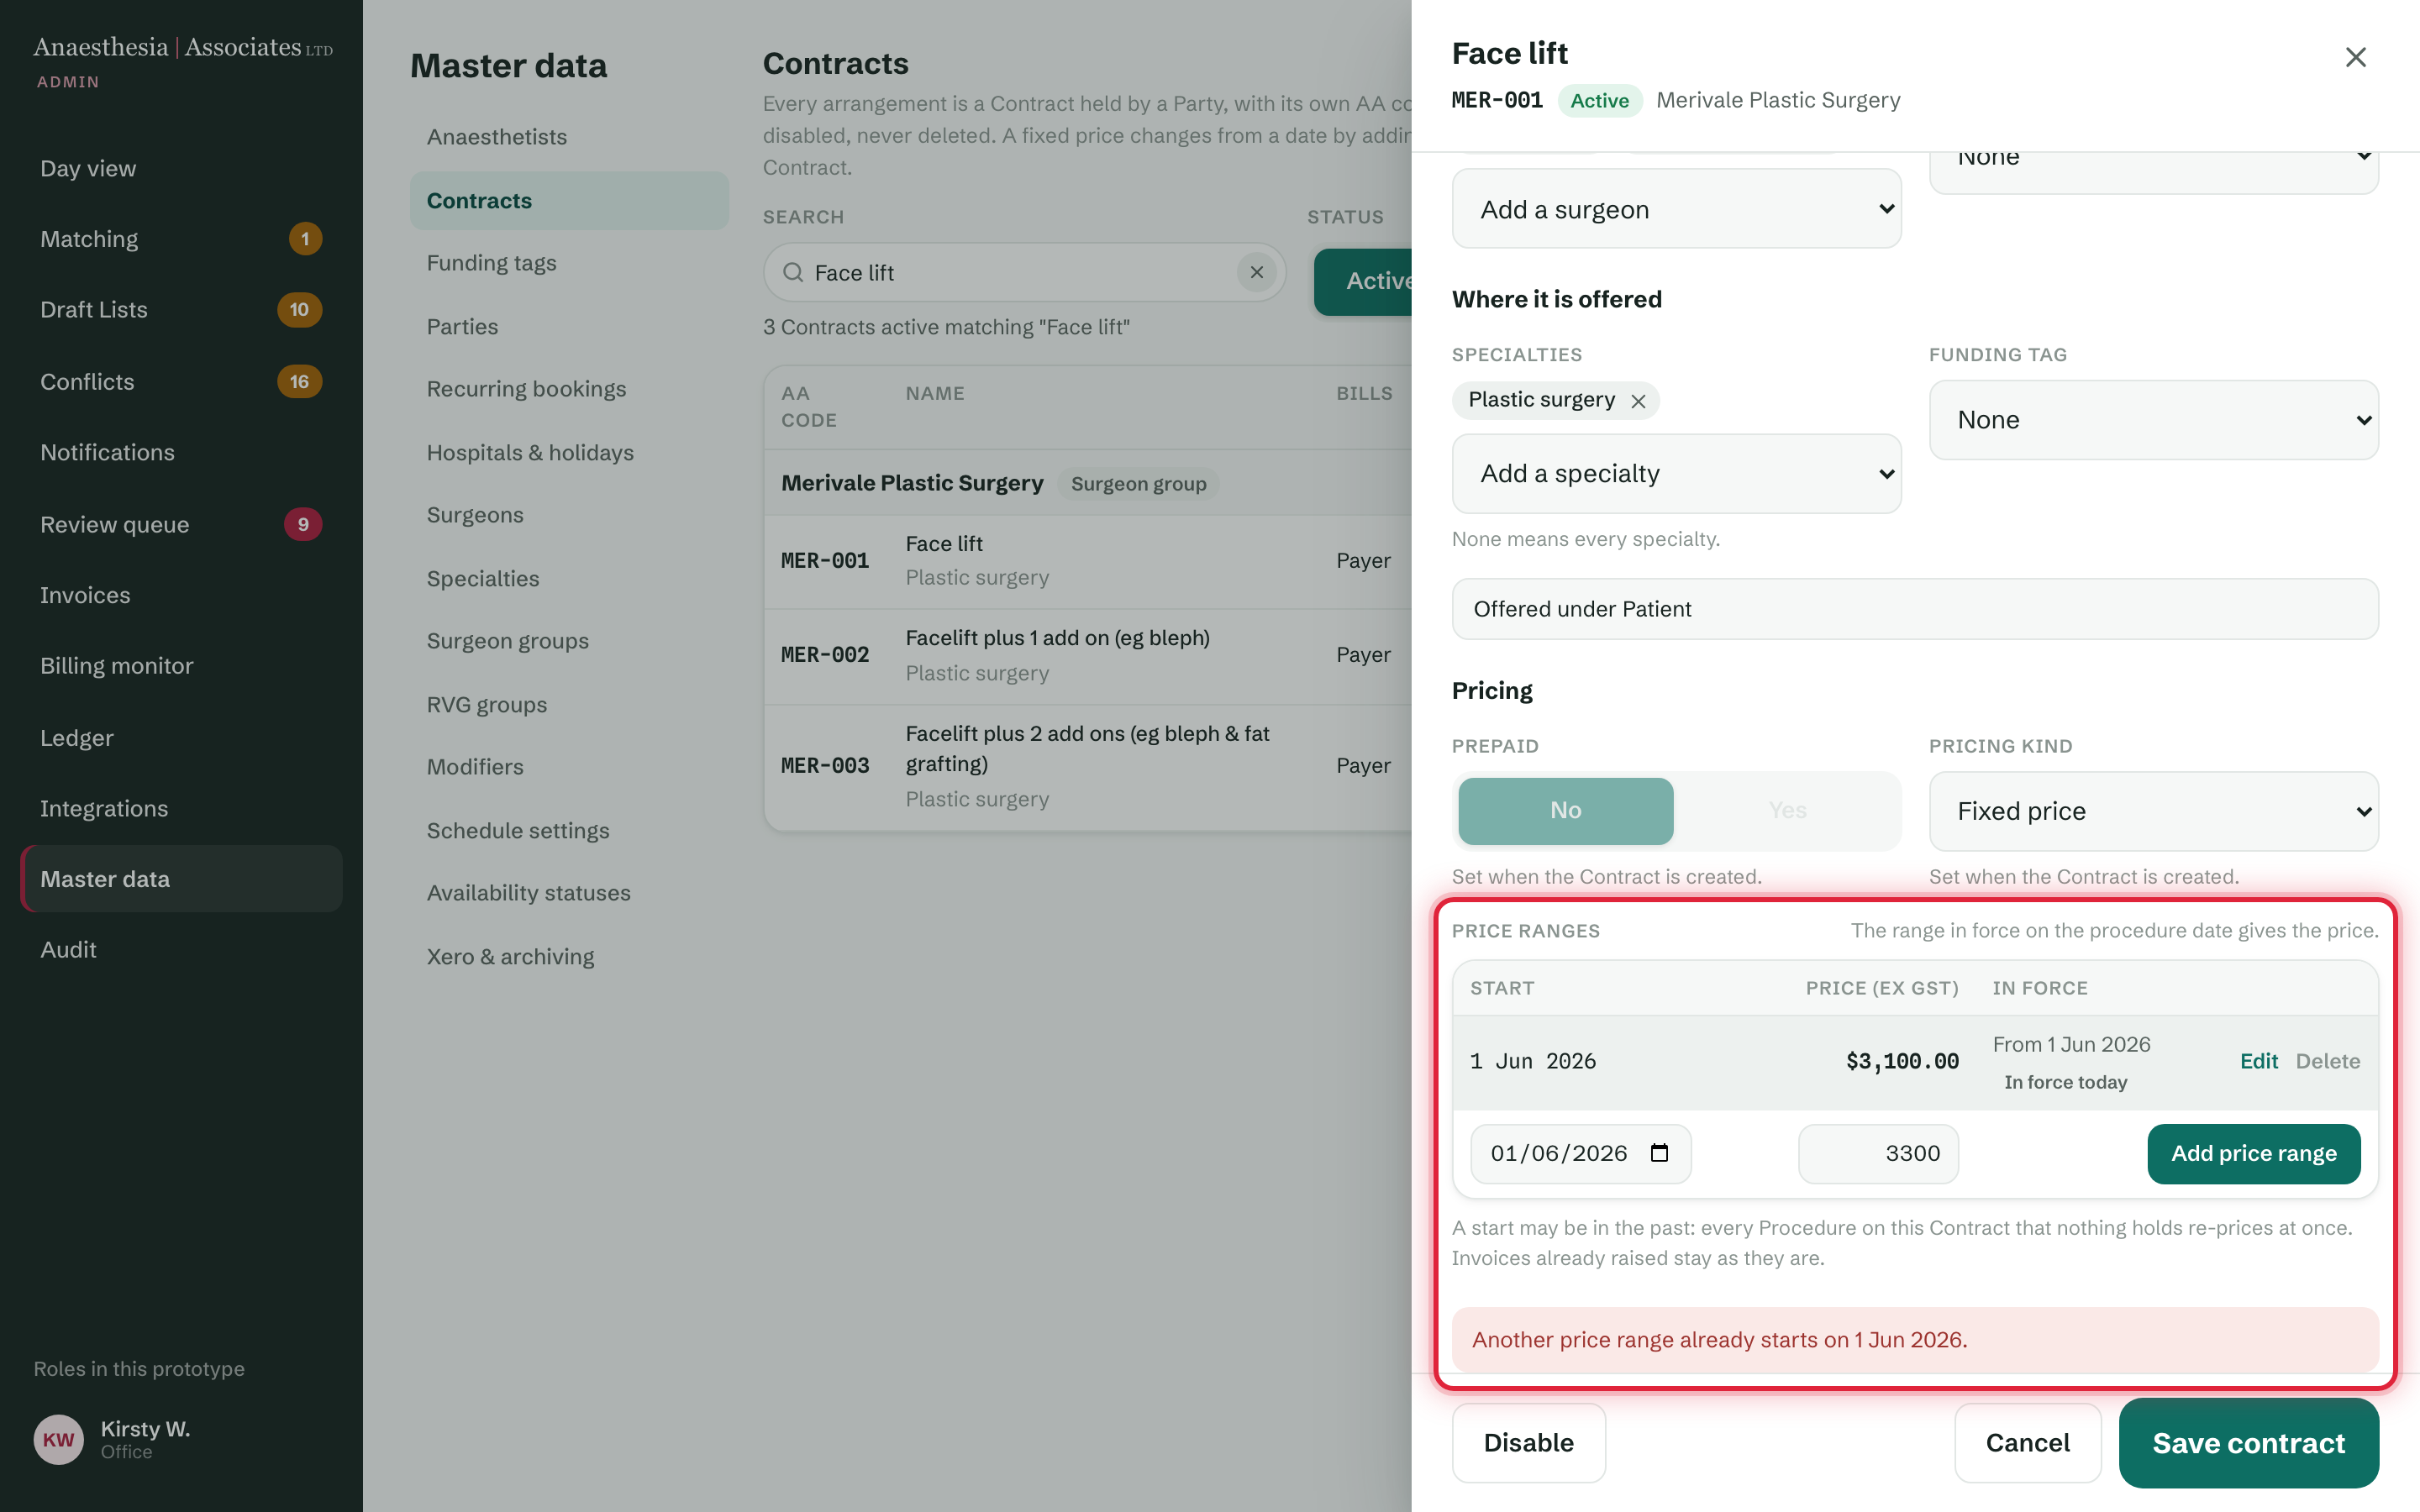 Anaesthesia | Associates LTD
ADMIN
Day view
Matching 1
Draft Lists 10
Conflicts 16
Notifications
Review queue 9
Invoices
Billing monitor
Ledger
Integrations
Master data
Audit
Roles in this prototype
KW
Kirsty W.
Office
Master data
Anaesthetists
Contracts
Funding tags
Parties
Recurring bookings
Hospitals & holidays
Surgeons
Specialties
Surgeon groups
RVG groups
Modifiers
Schedule settings
Availability statuses
Xero & archiving
Contracts
Every arrangement is a Contract held by a Party, with its own AA co
disabled, never deleted. A fixed price changes from a date by addin
Contract.
SEARCH STATUS
Face lift
Active
3 Contracts active matching "Face lift"
AA CODE NAME BILLS
Merivale Plastic Surgery Surgeon group
MER-001 Face lift Payer
Plastic surgery
MER-002 Facelift plus 1 add on (eg bleph) Payer
Plastic surgery
MER-003 Facelift plus 2 add ons (eg bleph & fat
grafting) Payer
Plastic surgery
Face lift
MER-001 Active Merivale Plastic Surgery
None
Add a surgeon
Where it is offered
SPECIALTIES FUNDING TAG
Plastic surgery
None
Add a specialty
None means every specialty.
Offered under Patient
Pricing
PREPAID PRICING KIND
No Yes Fixed price
Set when the Contract is created. Set when the Contract is created.
PRICE RANGES The range in force on the procedure date gives the price.
START PRICE (EX GST) IN FORCE
1 Jun 2026 $3,100.00 From 1 Jun 2026 Edit Delete
In force today
01/06/2026 3300 Add price range
A start may be in the past: every Procedure on this Contract that nothing holds re-prices at once.
Invoices already raised stay as they are.
Another price range already starts on 1 Jun 2026.
Disable Cancel Save contract